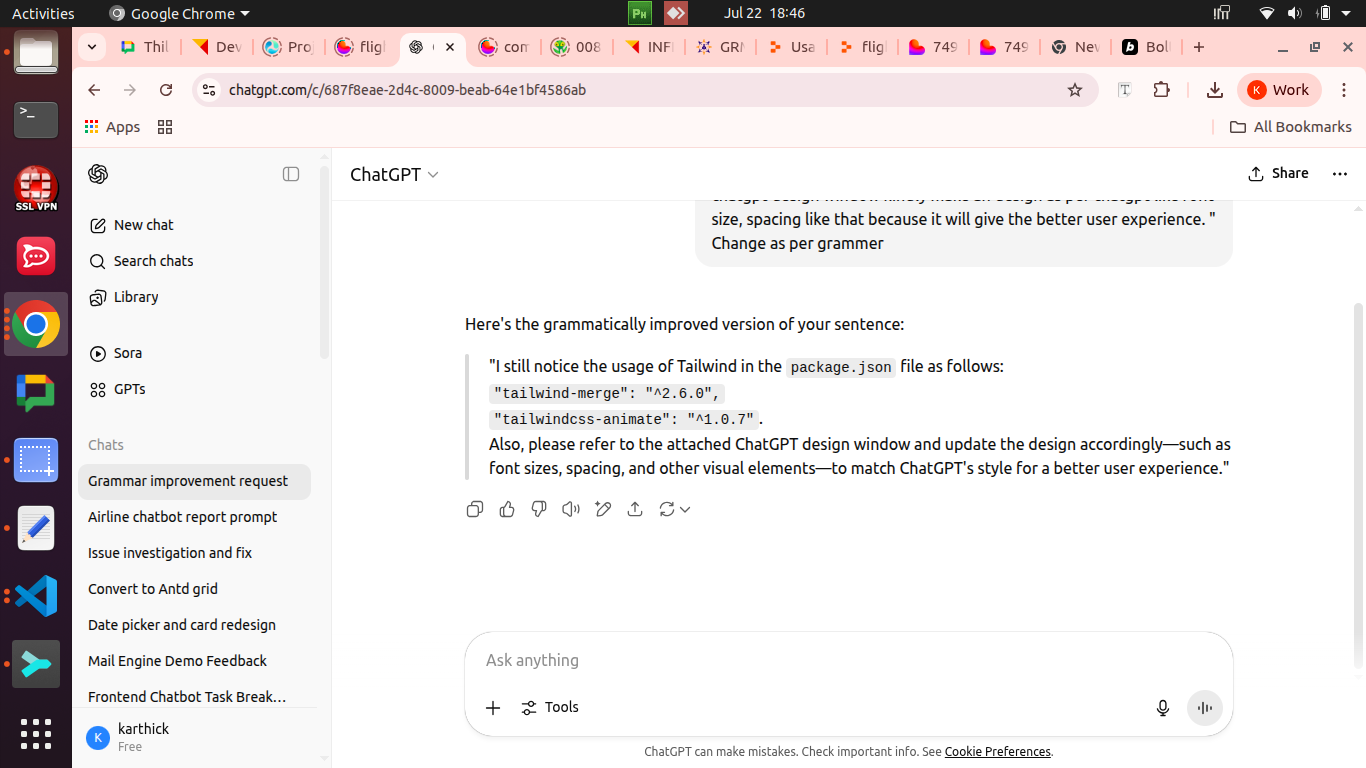 Activities
Google Chrome
Jul 22 18:46
Thil
Dev
Proj
fligh
com
008
INFI
GRN
Usa
fligh
749
749
Nev
Bol
chatgpt.com/c/687f8eae-2d4c-8009-beab-64e1bf4586ab
K Work
Apps
All Bookmarks
SSL VPN
ChatGPT
Share
New chat
Search chats
Library
Sora
GPTs
Chats
Grammar improvement request
Airline chatbot report prompt
Issue investigation and fix
Convert to Antd grid
Date picker and card redesign
Mail Engine Demo Feedback
Frontend Chatbot Task Break...
K
karthick
Free
size, spacing like that because it will give the better user experience. "
Change as per grammer
Here's the grammatically improved version of your sentence:
"I still notice the usage of Tailwind in the package.json file as follows:
"tailwind-merge": "^2.6.0",
"tailwindcss-animate": "^1.0.7".
Also, please refer to the attached ChatGPT design window and update the design accordingly—such as
font sizes, spacing, and other visual elements—to match ChatGPT's style for a better user experience."
Ask anything
Tools
ChatGPT can make mistakes. Check important info. See Cookie Preferences.